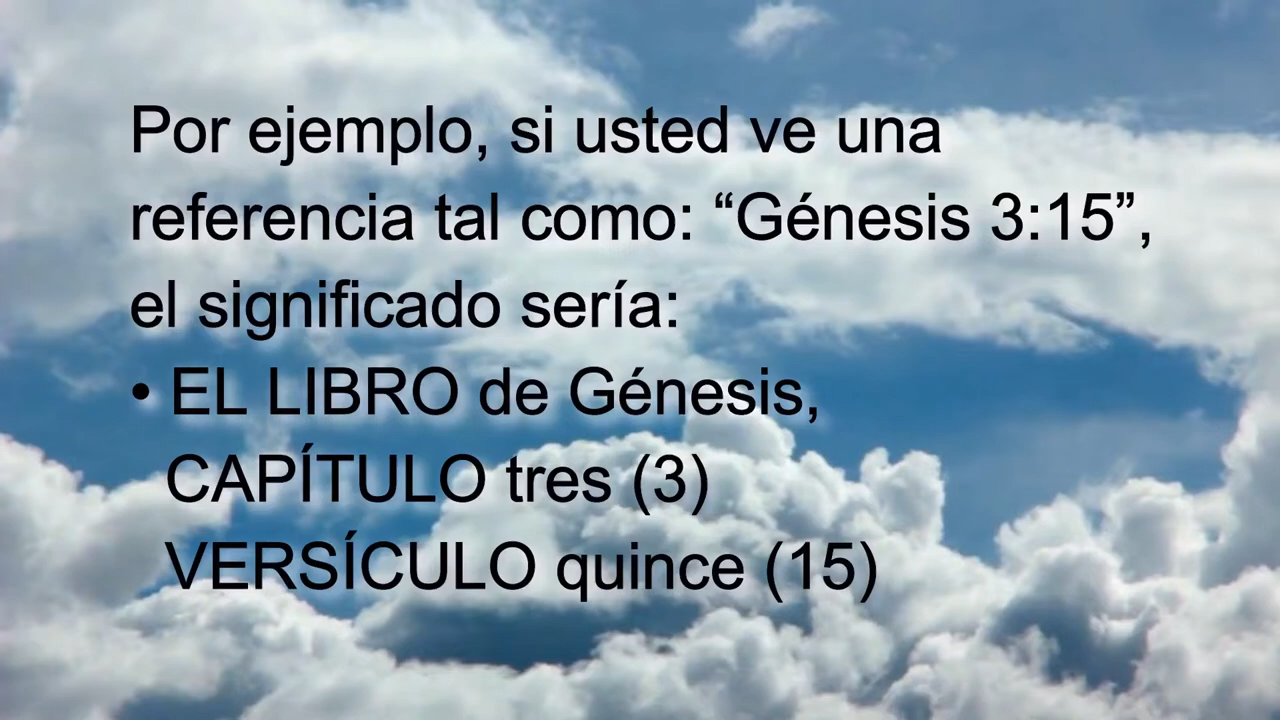 Por ejemplo, si usted ve una
referencia tal como: “Génesis 3:15”,
el significado sería:
• EL LIBRO de Génesis,
CAPÍTULO tres (3)
VERSÍCULO quince (15)